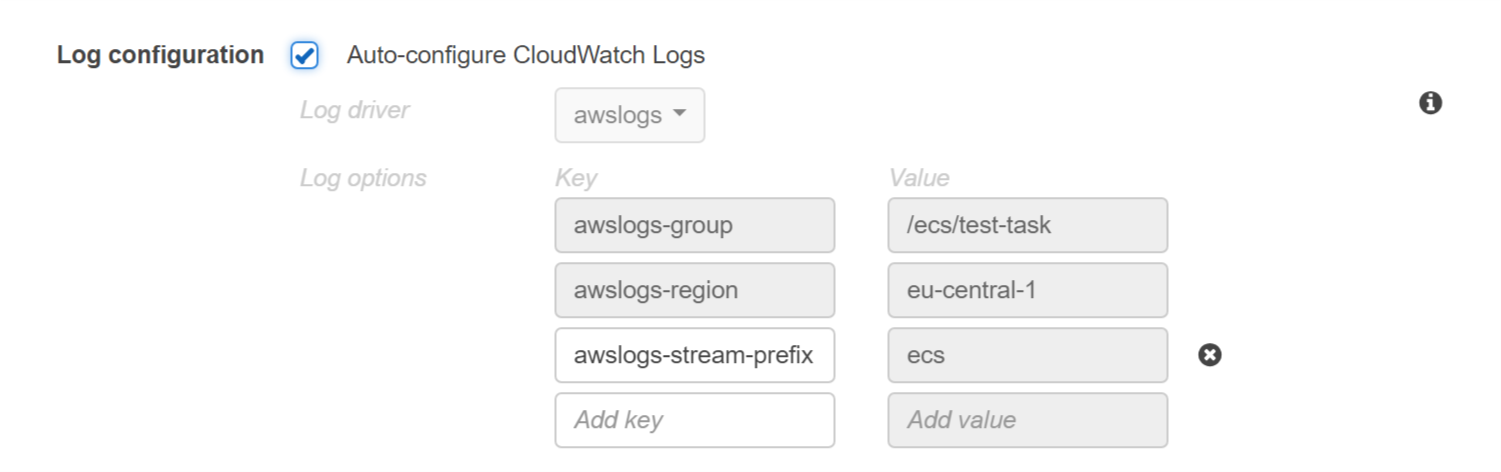 Log configuration Auto-configure CloudWatch Logs
Log driver awslogs
Log options Key Value
awslogs-group /ecs/test-task
awslogs-region eu-central-1
awslogs-stream-prefix ecs
Add key Add value